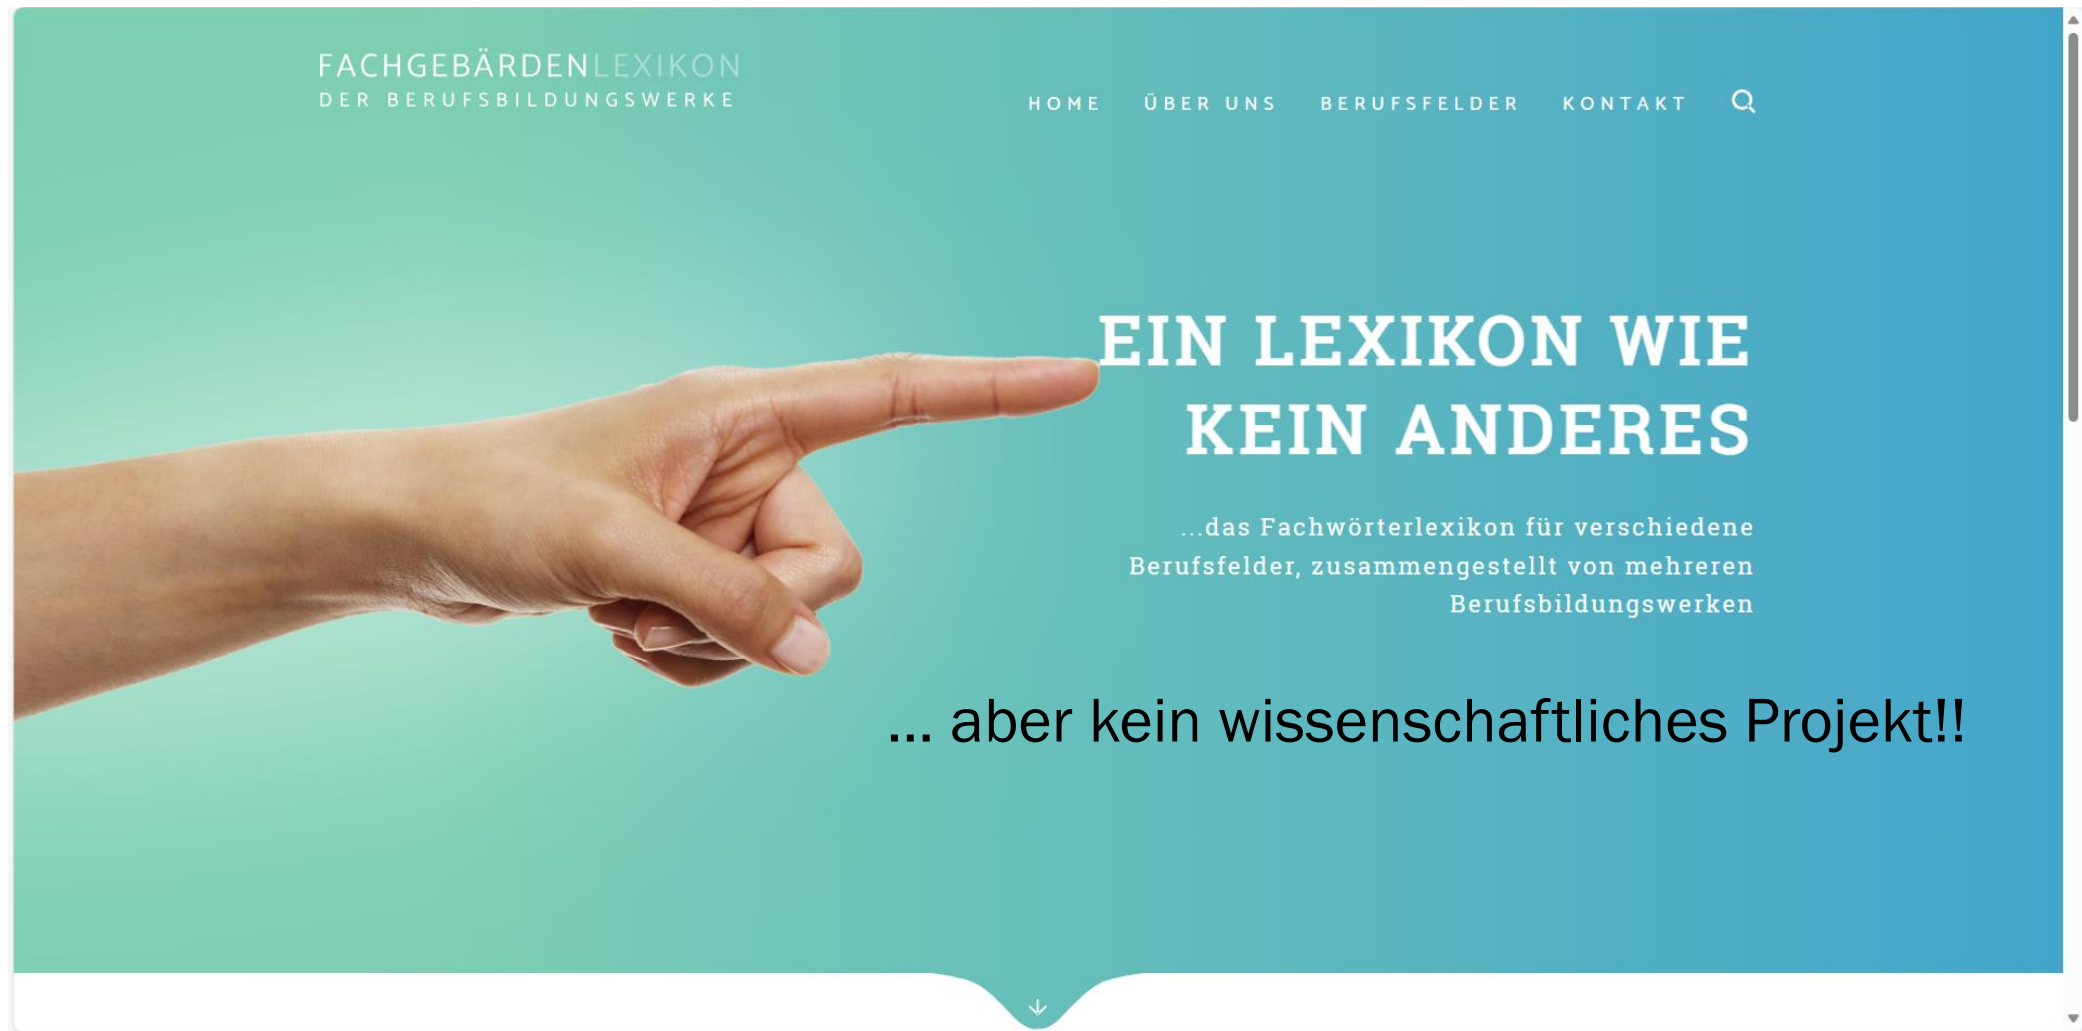 FACHGEBÄRDENLEXIKON
DER BERUFSBILDUNGSWERKE
HOME ÜBER UNS BERUFSFELDER KONTAKT
EIN LEXIKON WIE
KEIN ANDERES
...das Fachwörterlexikon für verschiedene
Berufsfelder, zusammengestellt von mehreren
Berufsbildungswerken
... aber kein wissenschaftliches Projekt!!